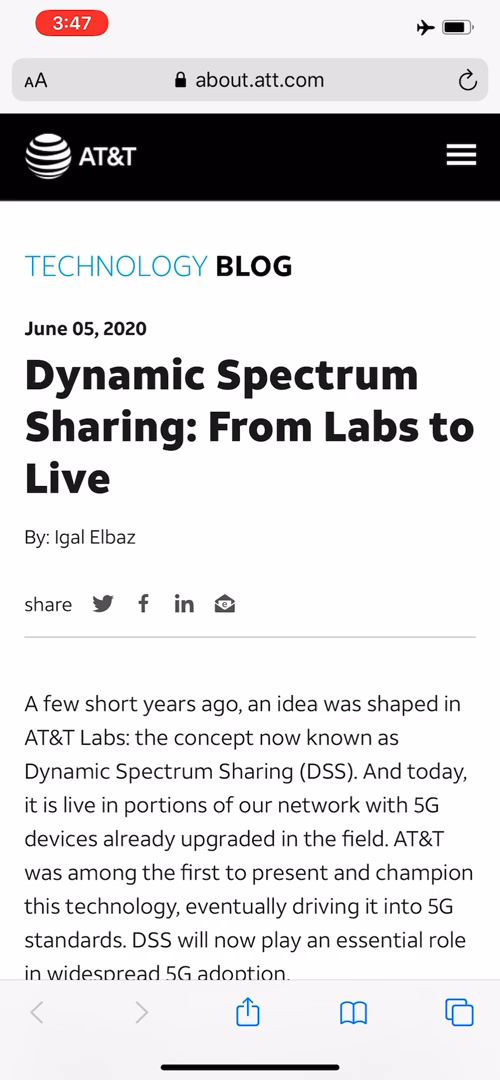 3:47
AA about.att.com
AT&T
TECHNOLOGY BLOG
June 05, 2020
Dynamic Spectrum
Sharing: From Labs to
Live
By: Igal Elbaz
share
A few short years ago, an idea was shaped in
AT&T Labs: the concept now known as
Dynamic Spectrum Sharing (DSS). And today,
it is live in portions of our network with 5G
devices already upgraded in the field. AT&T
was among the first to present and champion
this technology, eventually driving it into 5G
standards. DSS will now play an essential role
in widespread 5G adoption.